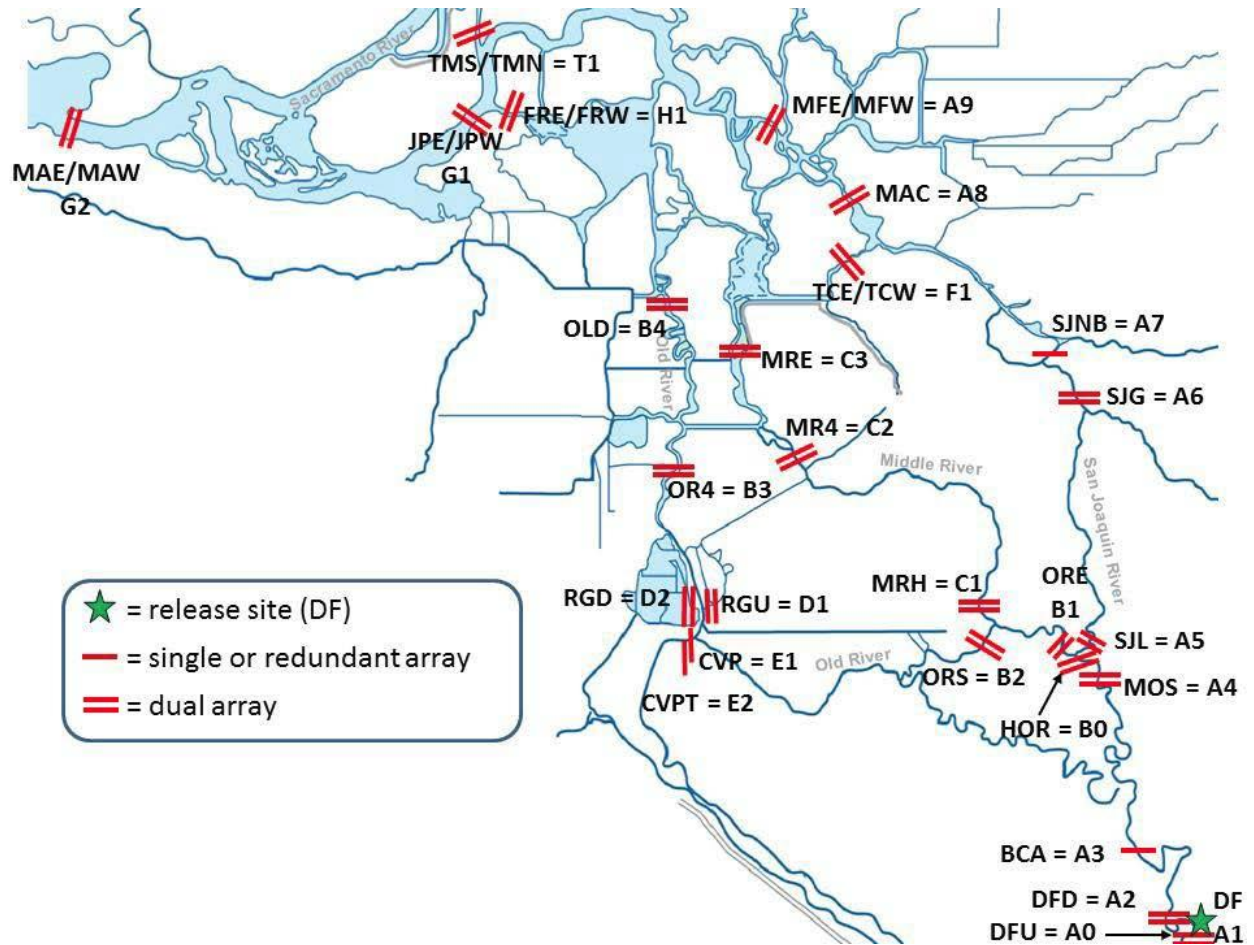 Sacramento River
TMS/TMN = T1
MFE/MFW = A9
FRE/FRW = H1
JPE/JPW
G1
MAE/MAW
G2
MAC = A8
TCE/TCW = F1
OLD = B4
Old River
SJNB = A7
MRE = C3
SJG = A6
MR4 = C2
Middle River
OR4 = B3
San Joaquin River
MRH = C1
ORE
B1
RGD = D2
RGU = D1
SJL = A5
CVP = E1
Old River
ORS = B2
MOS = A4
CVPT = E2
HOR = B0
= release site (DF)
= single or redundant array
= dual array
BCA = A3
DFD = A2
DF
DFU = A0
A1